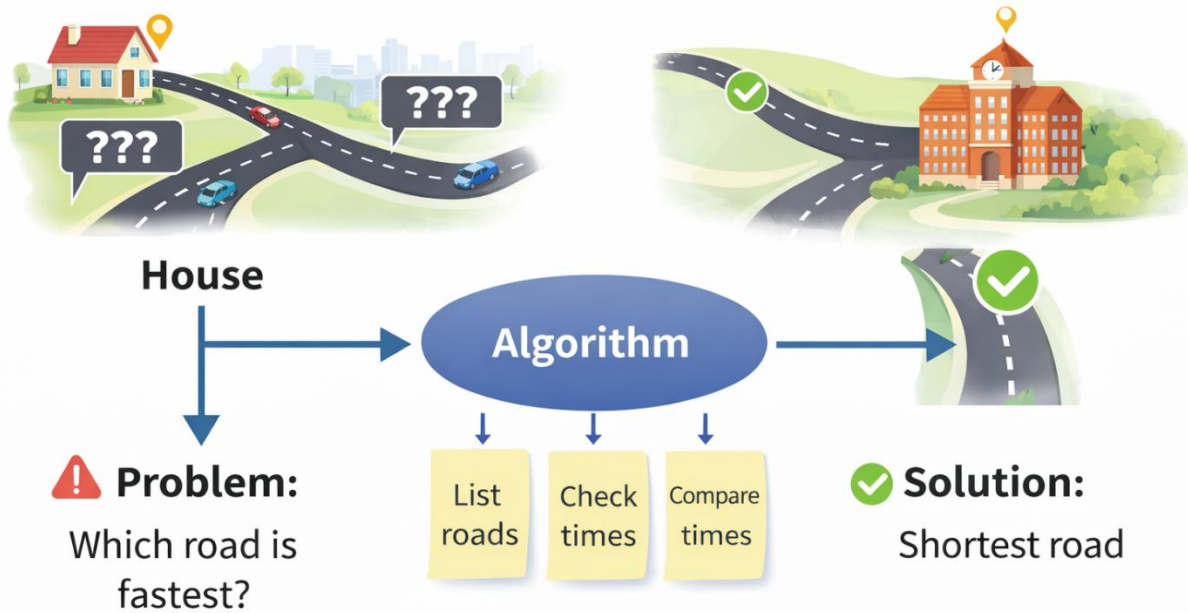 ???
???
House
Algorithm
Problem:
Which road is
fastest?
List
roads
Check
times
Compare
times
Solution:
Shortest road